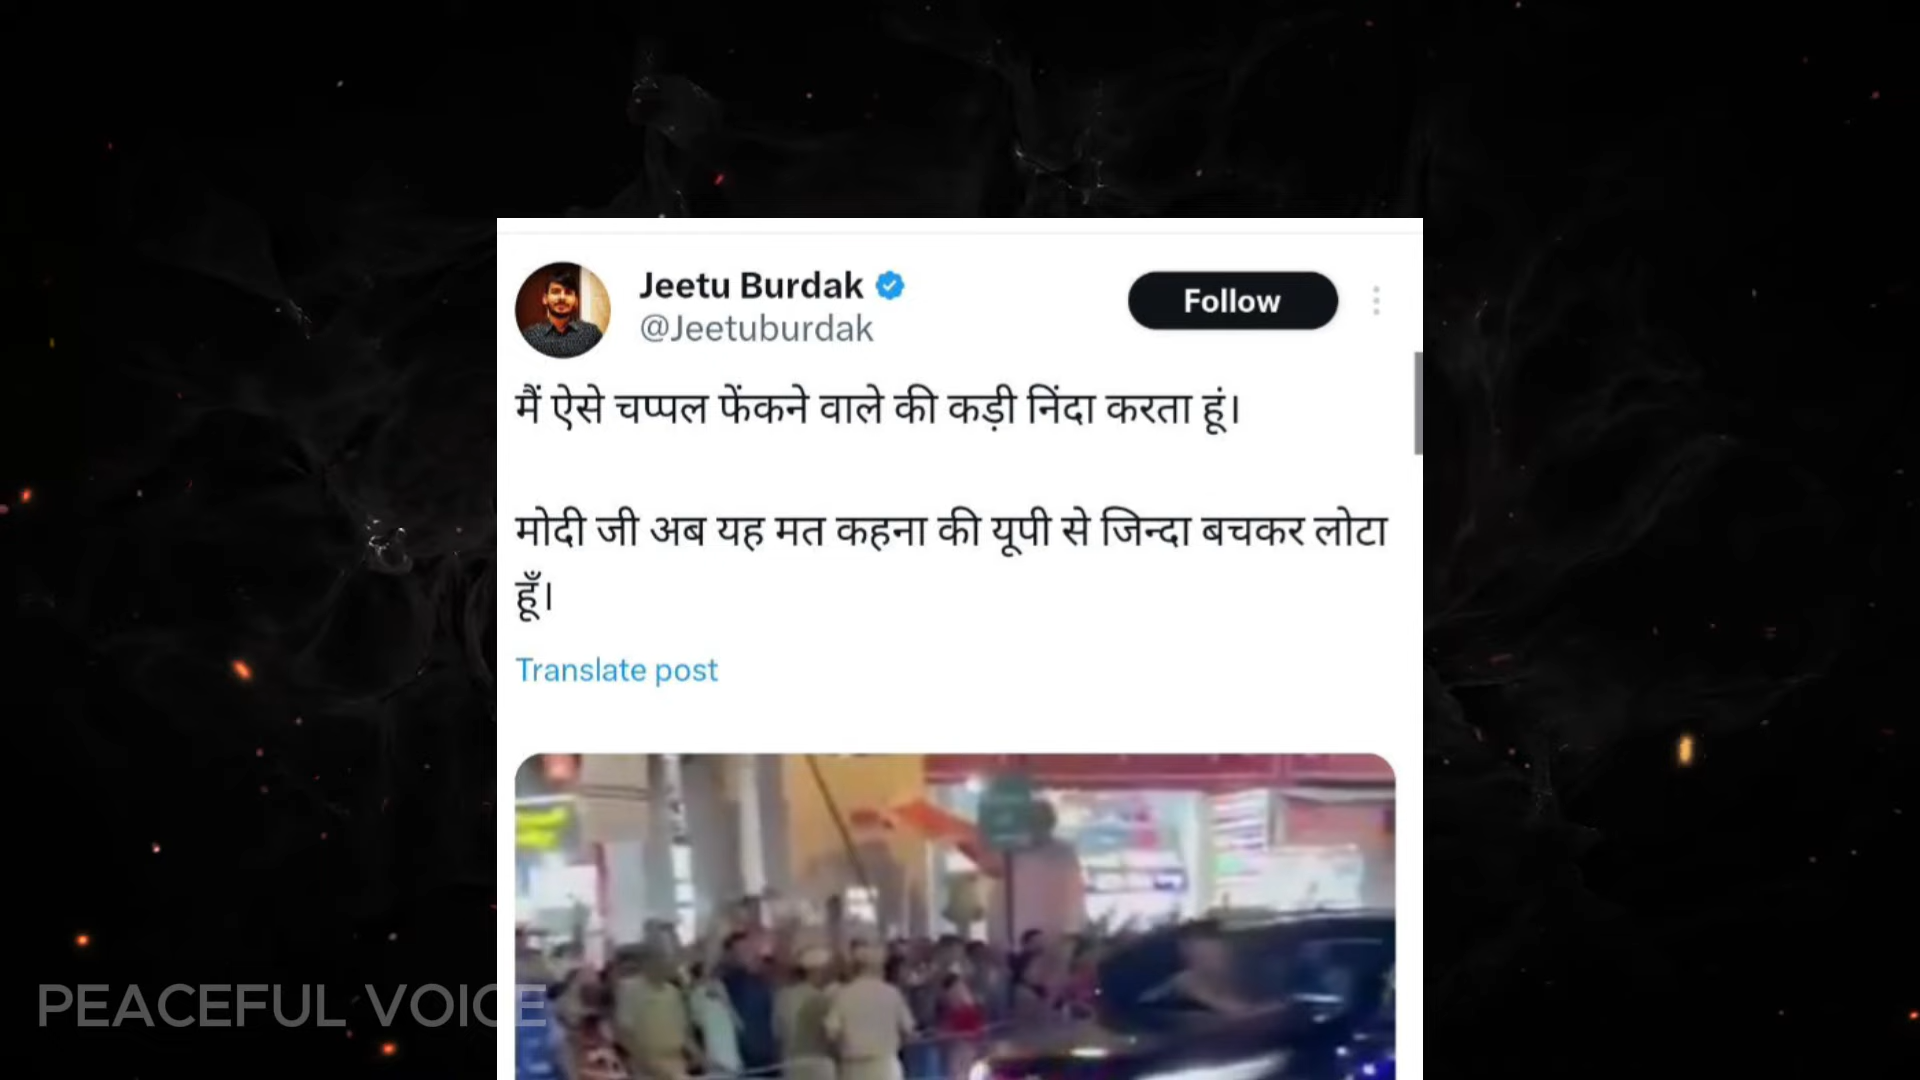 Jeetu Burdak
@Jeetuburdak
Follow
मैं ऐसे चप्पल फेंकने वाले की कड़ी निंदा करता हूं।
मोदी जी अब यह मत कहना की यूपी से जिन्दा बचकर लोटा
हूँ।
Translate post
PEACEFUL VOICE